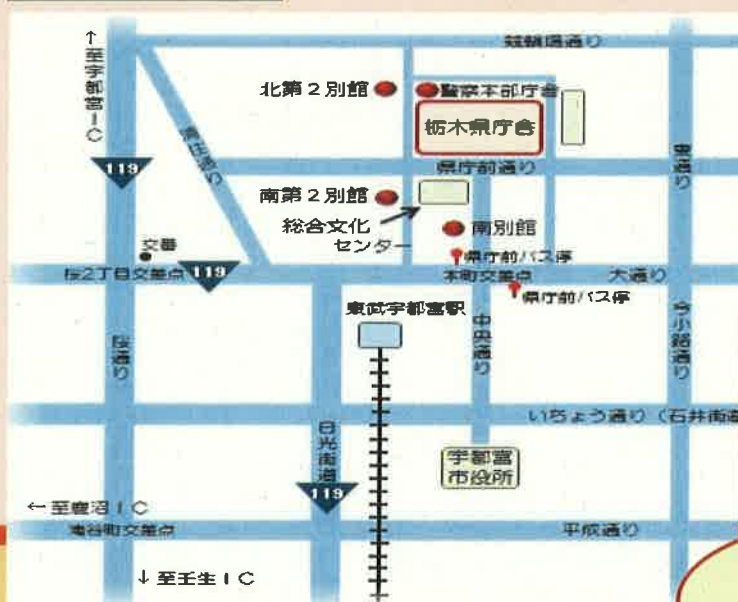 競輪場通り
↑至宇都宮IC
北第2別館
警察本部庁舎
栃木県庁舎
119
県庁前通り
南第2別館
総合文化
センター
南別館
交番
県庁前バス停
桜2丁目交差点
119
本町交差点
大通り
県庁前バス停
東武宇都宮駅
桜通り
中央通り
今小路通り
いちょう通り(石井街道
日光街道
宇都宮
市役所
119
←至鹿沼IC
滝谷町交差点
平成通り
↓至壬生IC